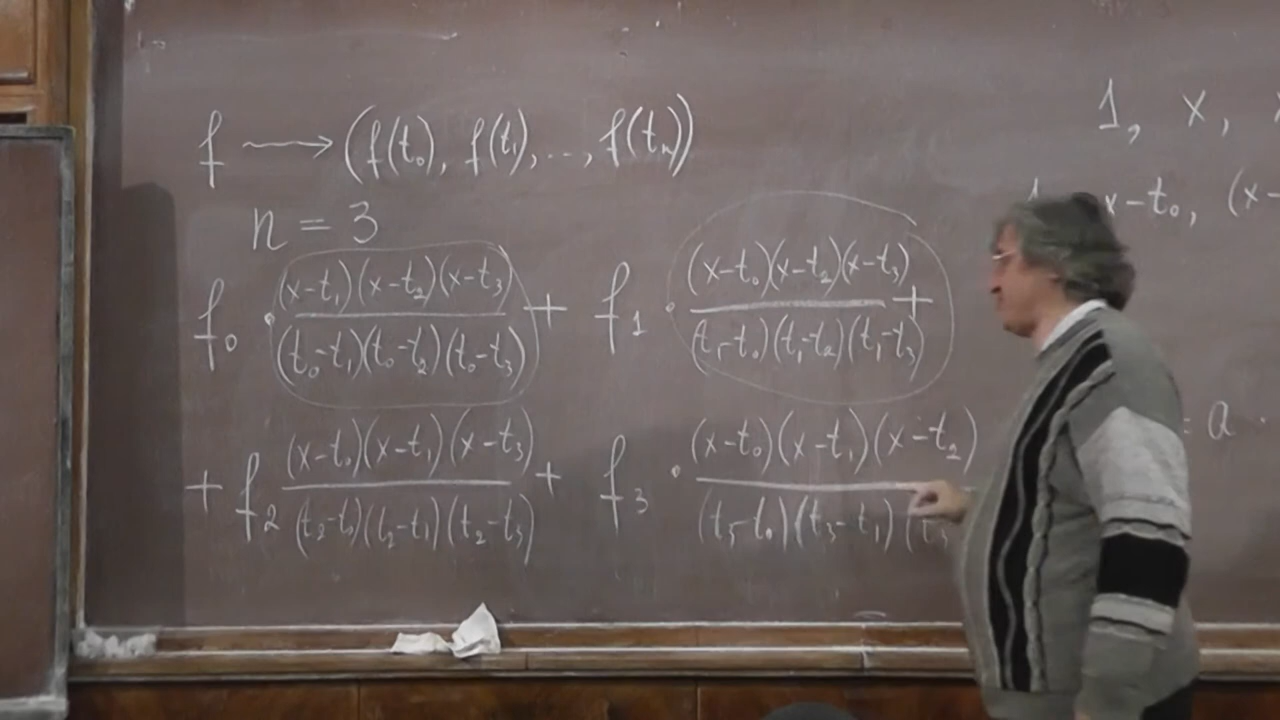 f ⟶ (f(t₀), f(t₁),..., f(tₙ))
n = 3
f₀ · (x-t₁)(x-t₂)(x-t₃) / (t₀-t₁)(t₀-t₂)(t₀-t₃) + f₁ · (x-t₀)(x-t₂)(x-t₃) / (t₁-t₀)(t₁-t₂)(t₁-t₃) +
+ f₂ (x-t₀)(x-t₁)(x-t₃) / (t₂-t₀)(t₂-t₁)(t₂-t₃) + f₃ · (x-t₀)(x-t₁)(x-t₂) / (t₃-t₀)(t₃-t₁)(t₃
1, x,
x-t₀, (x-
= a ·